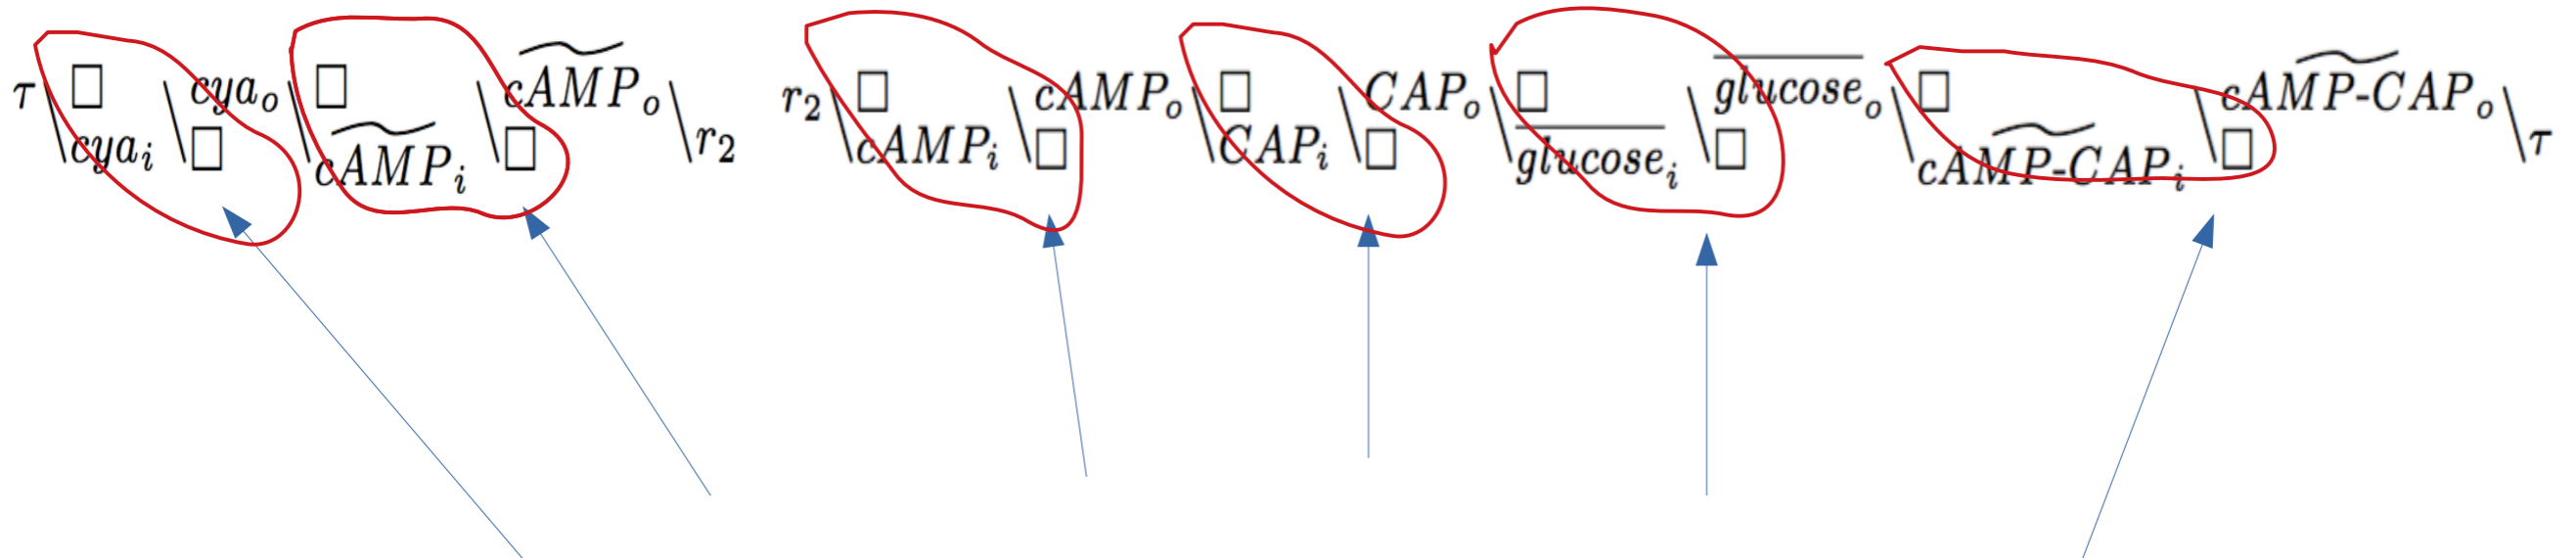 τ \ □ cya_i \ cya_o □ \ □ \widetilde{cAMP}_i \ \widetilde{cAMP}_o □ \ r_2 r_2 \ □ cAMP_i \ cAMP_o □ \ □ CAP_i \ CAP_o □ \ □ \overline{glucose}_i \ \overline{glucose}_o □ \ □ \widetilde{cAMP-CAP}_i \ \widetilde{cAMP-CAP}_o □ \ τ